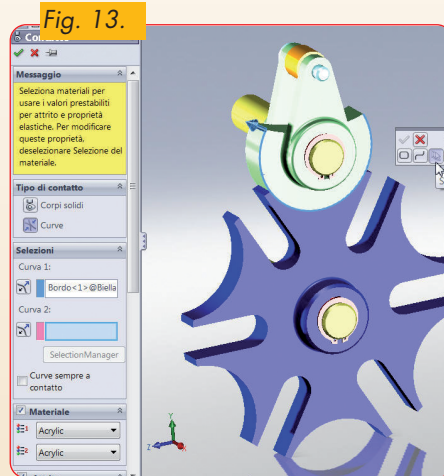 Fig. 13.
Messaggio
Seleziona materiali per
usare i valori prestabiliti
per attrito e proprietà
elastiche. Per modificare
queste proprietà,
deselezionare Selezione del
materiale.
Tipo di contatto
Corpi solidi
Curve
Selezioni
Curva 1:
Bordo<1>@Biella
Curva 2:
SelectionManager
Curve sempre a
contatto
Materiale
1
Acrylic
2
Acrylic
Y
Z